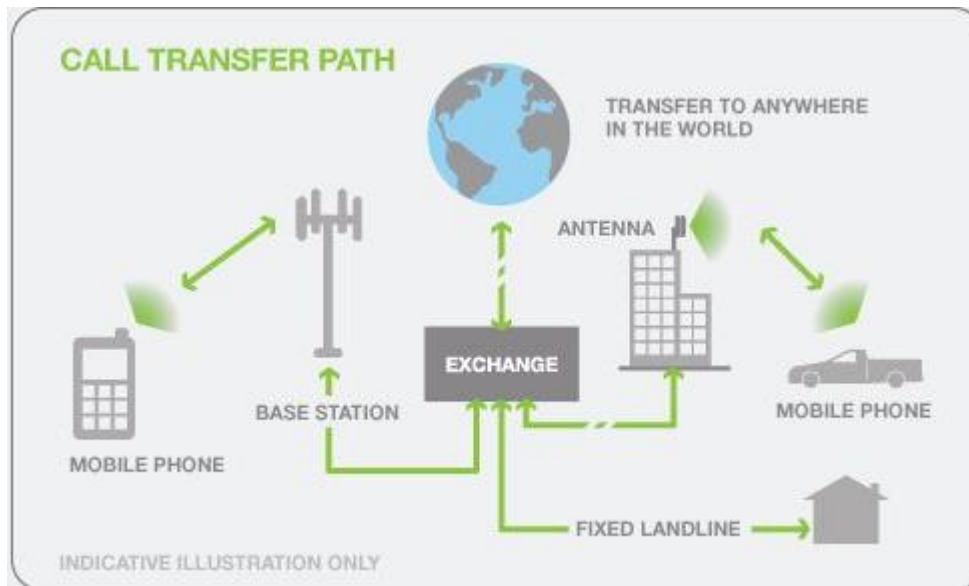 CALL TRANSFER PATH
TRANSFER TO ANYWHERE
IN THE WORLD
ANTENNA
EXCHANGE
BASE STATION
MOBILE PHONE
MOBILE PHONE
FIXED LANDLINE
INDICATIVE ILLUSTRATION ONLY